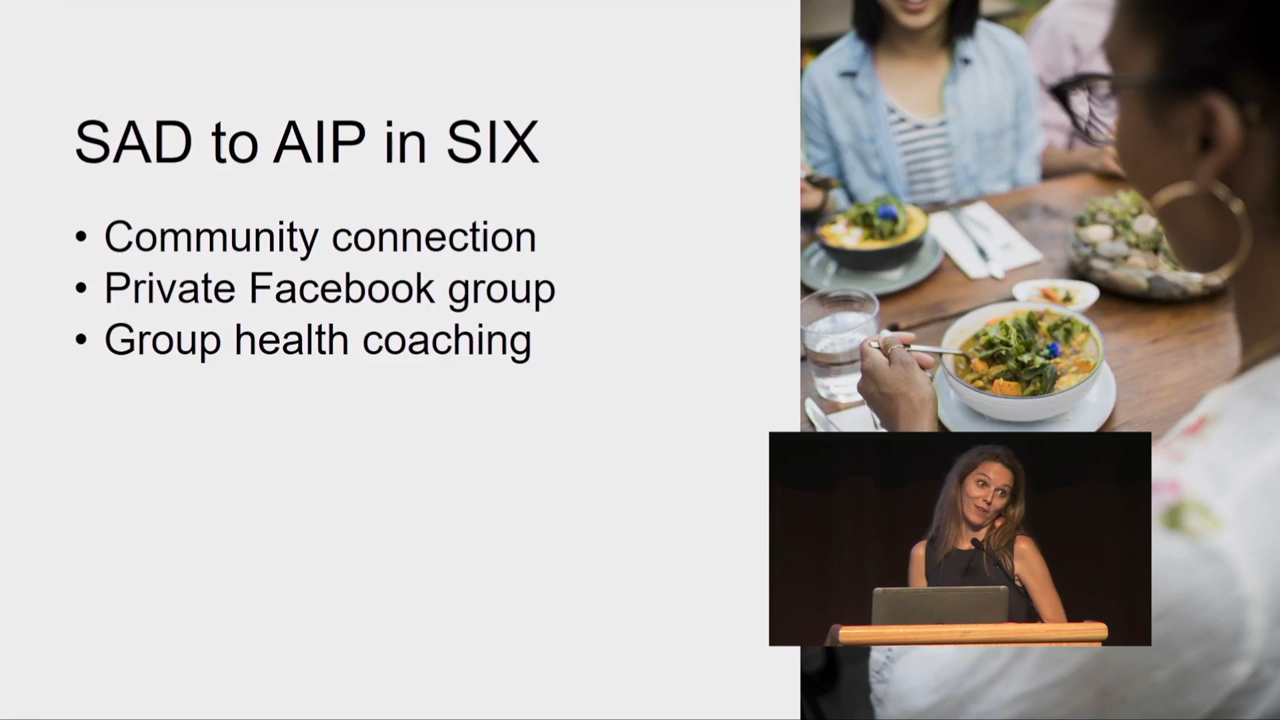 SAD to AIP in SIX
• Community connection
• Private Facebook group
• Group health coaching